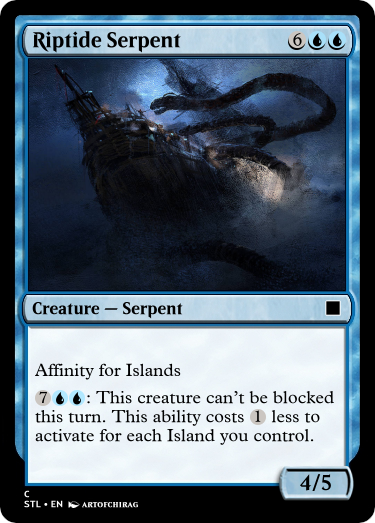 Riptide Serpent 6
Creature — Serpent
Affinity for Islands
7: This creature can't be blocked
this turn. This ability costs 1 less to
activate for each Island you control.
4/5
C
STL • EN ARTOFCHIRAG